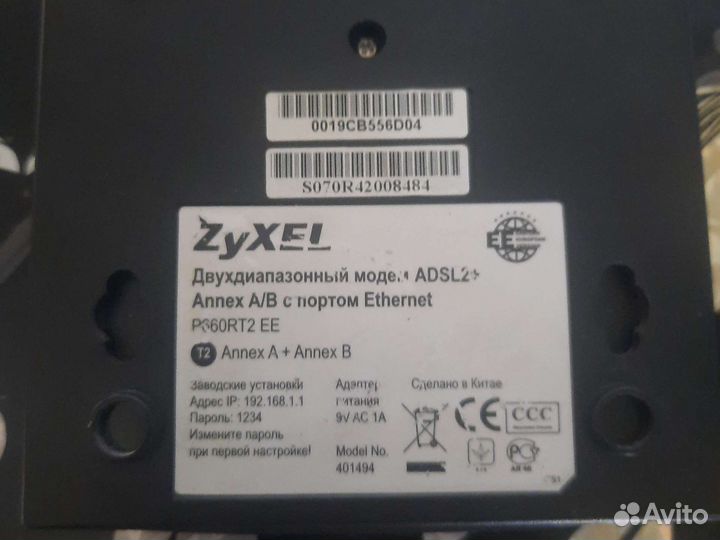 0019CB556D04
S070R42008484
ZyXEL
EE
Двухдиапазонный модем ADSL2+
Annex A/B с портом Ethernet
P660RT2 EE
T2 Annex A + Annex B
Заводские установки
Адрес IP: 192.168.1.1
Пароль: 1234
Измените пароль
при первой настройке!
Адаптер
питания
9V AC 1A
Model No.
401494
Сделано в Китае
CE
CCC
Avito